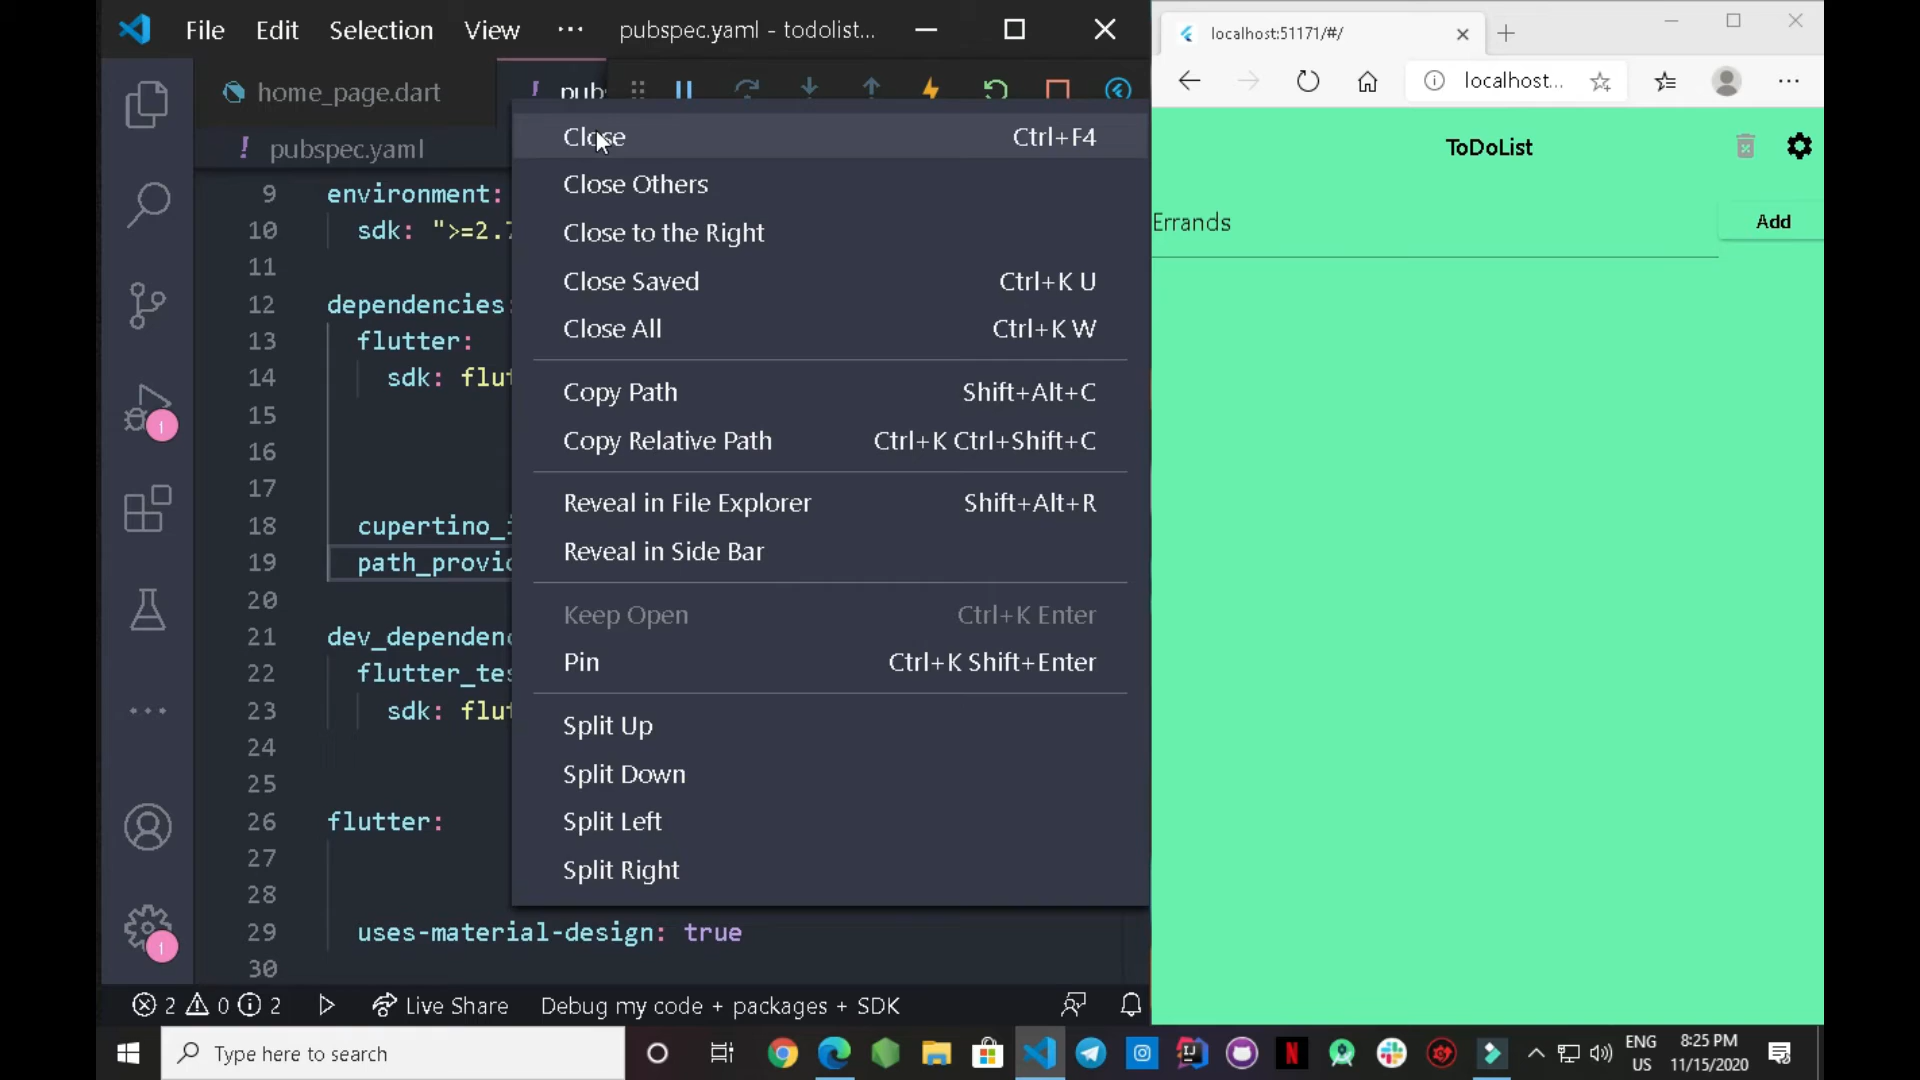 File Edit Selection View ··· pubspec.yaml - todolist...
home_page.dart
! pub
! pubspec.yaml
9 environment:
10 sdk: ">=2.
11
12 dependencies
13 flutter:
14 sdk: flu
15
16
17
18 cupertino_
19 path_provi
20
21 dev_dependen
22 flutter_te
23 sdk: flu
24
25
26 flutter:
27
28
29 uses-material-design: true
30
1
1
Close Ctrl+F4
Close Others
Close to the Right
Close Saved Ctrl+K U
Close All Ctrl+K W
Copy Path Shift+Alt+C
Copy Relative Path Ctrl+K Ctrl+Shift+C
Reveal in File Explorer Shift+Alt+R
Reveal in Side Bar
Keep Open Ctrl+K Enter
Pin Ctrl+K Shift+Enter
Split Up
Split Down
Split Left
Split Right
2 0 2 Live Share Debug my code + packages + SDK
localhost:51171/#/
localhost...
ToDoList
Errands Add
Type here to search
ENG
US
8:25 PM
11/15/2020